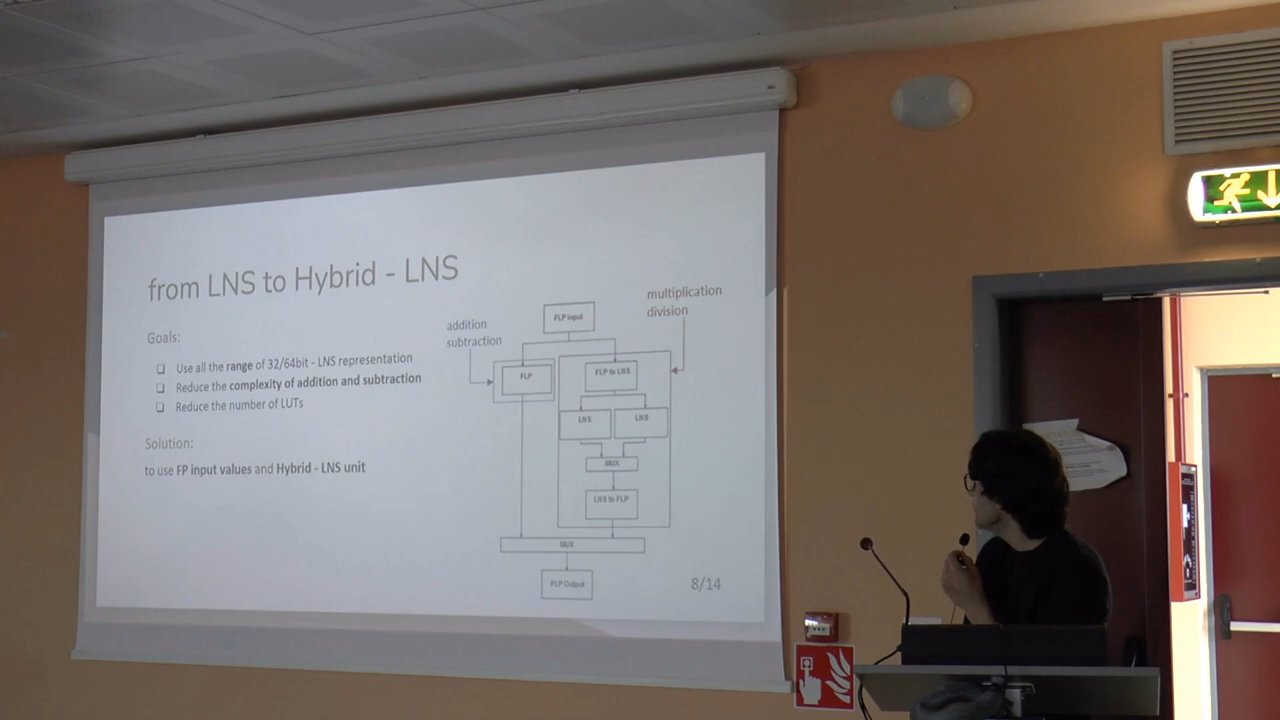 from LNS to Hybrid - LNS
Goals:
❏ Use all the range of 32/64bit - LNS representation
❏ Reduce the complexity of addition and subtraction
❏ Reduce the number of LUTs
Solution:
to use FP input values and Hybrid - LNS unit
addition
subtraction
multiplication
division
FLP input
FLP
FLP to LNS
LNS
LNS
MUX
LNS to FLP
MUX
FLP Output
8/14